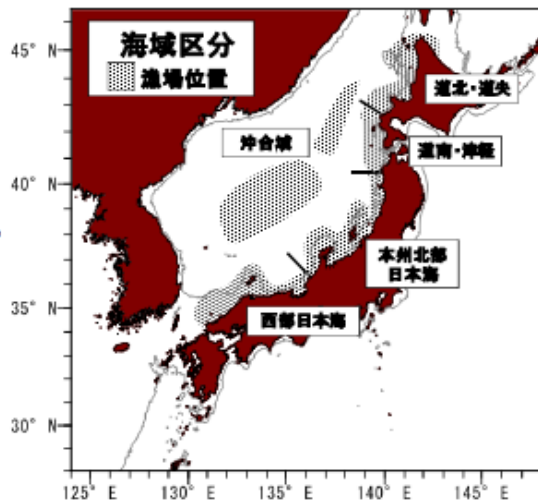 海域区分
漁場位置
道北・道央
沖合域
道南・津軽
本州北部
日本海
西部日本海
45° N
40° N
35° N
30° N
125° E
130° E
135° E
140° E
145° E